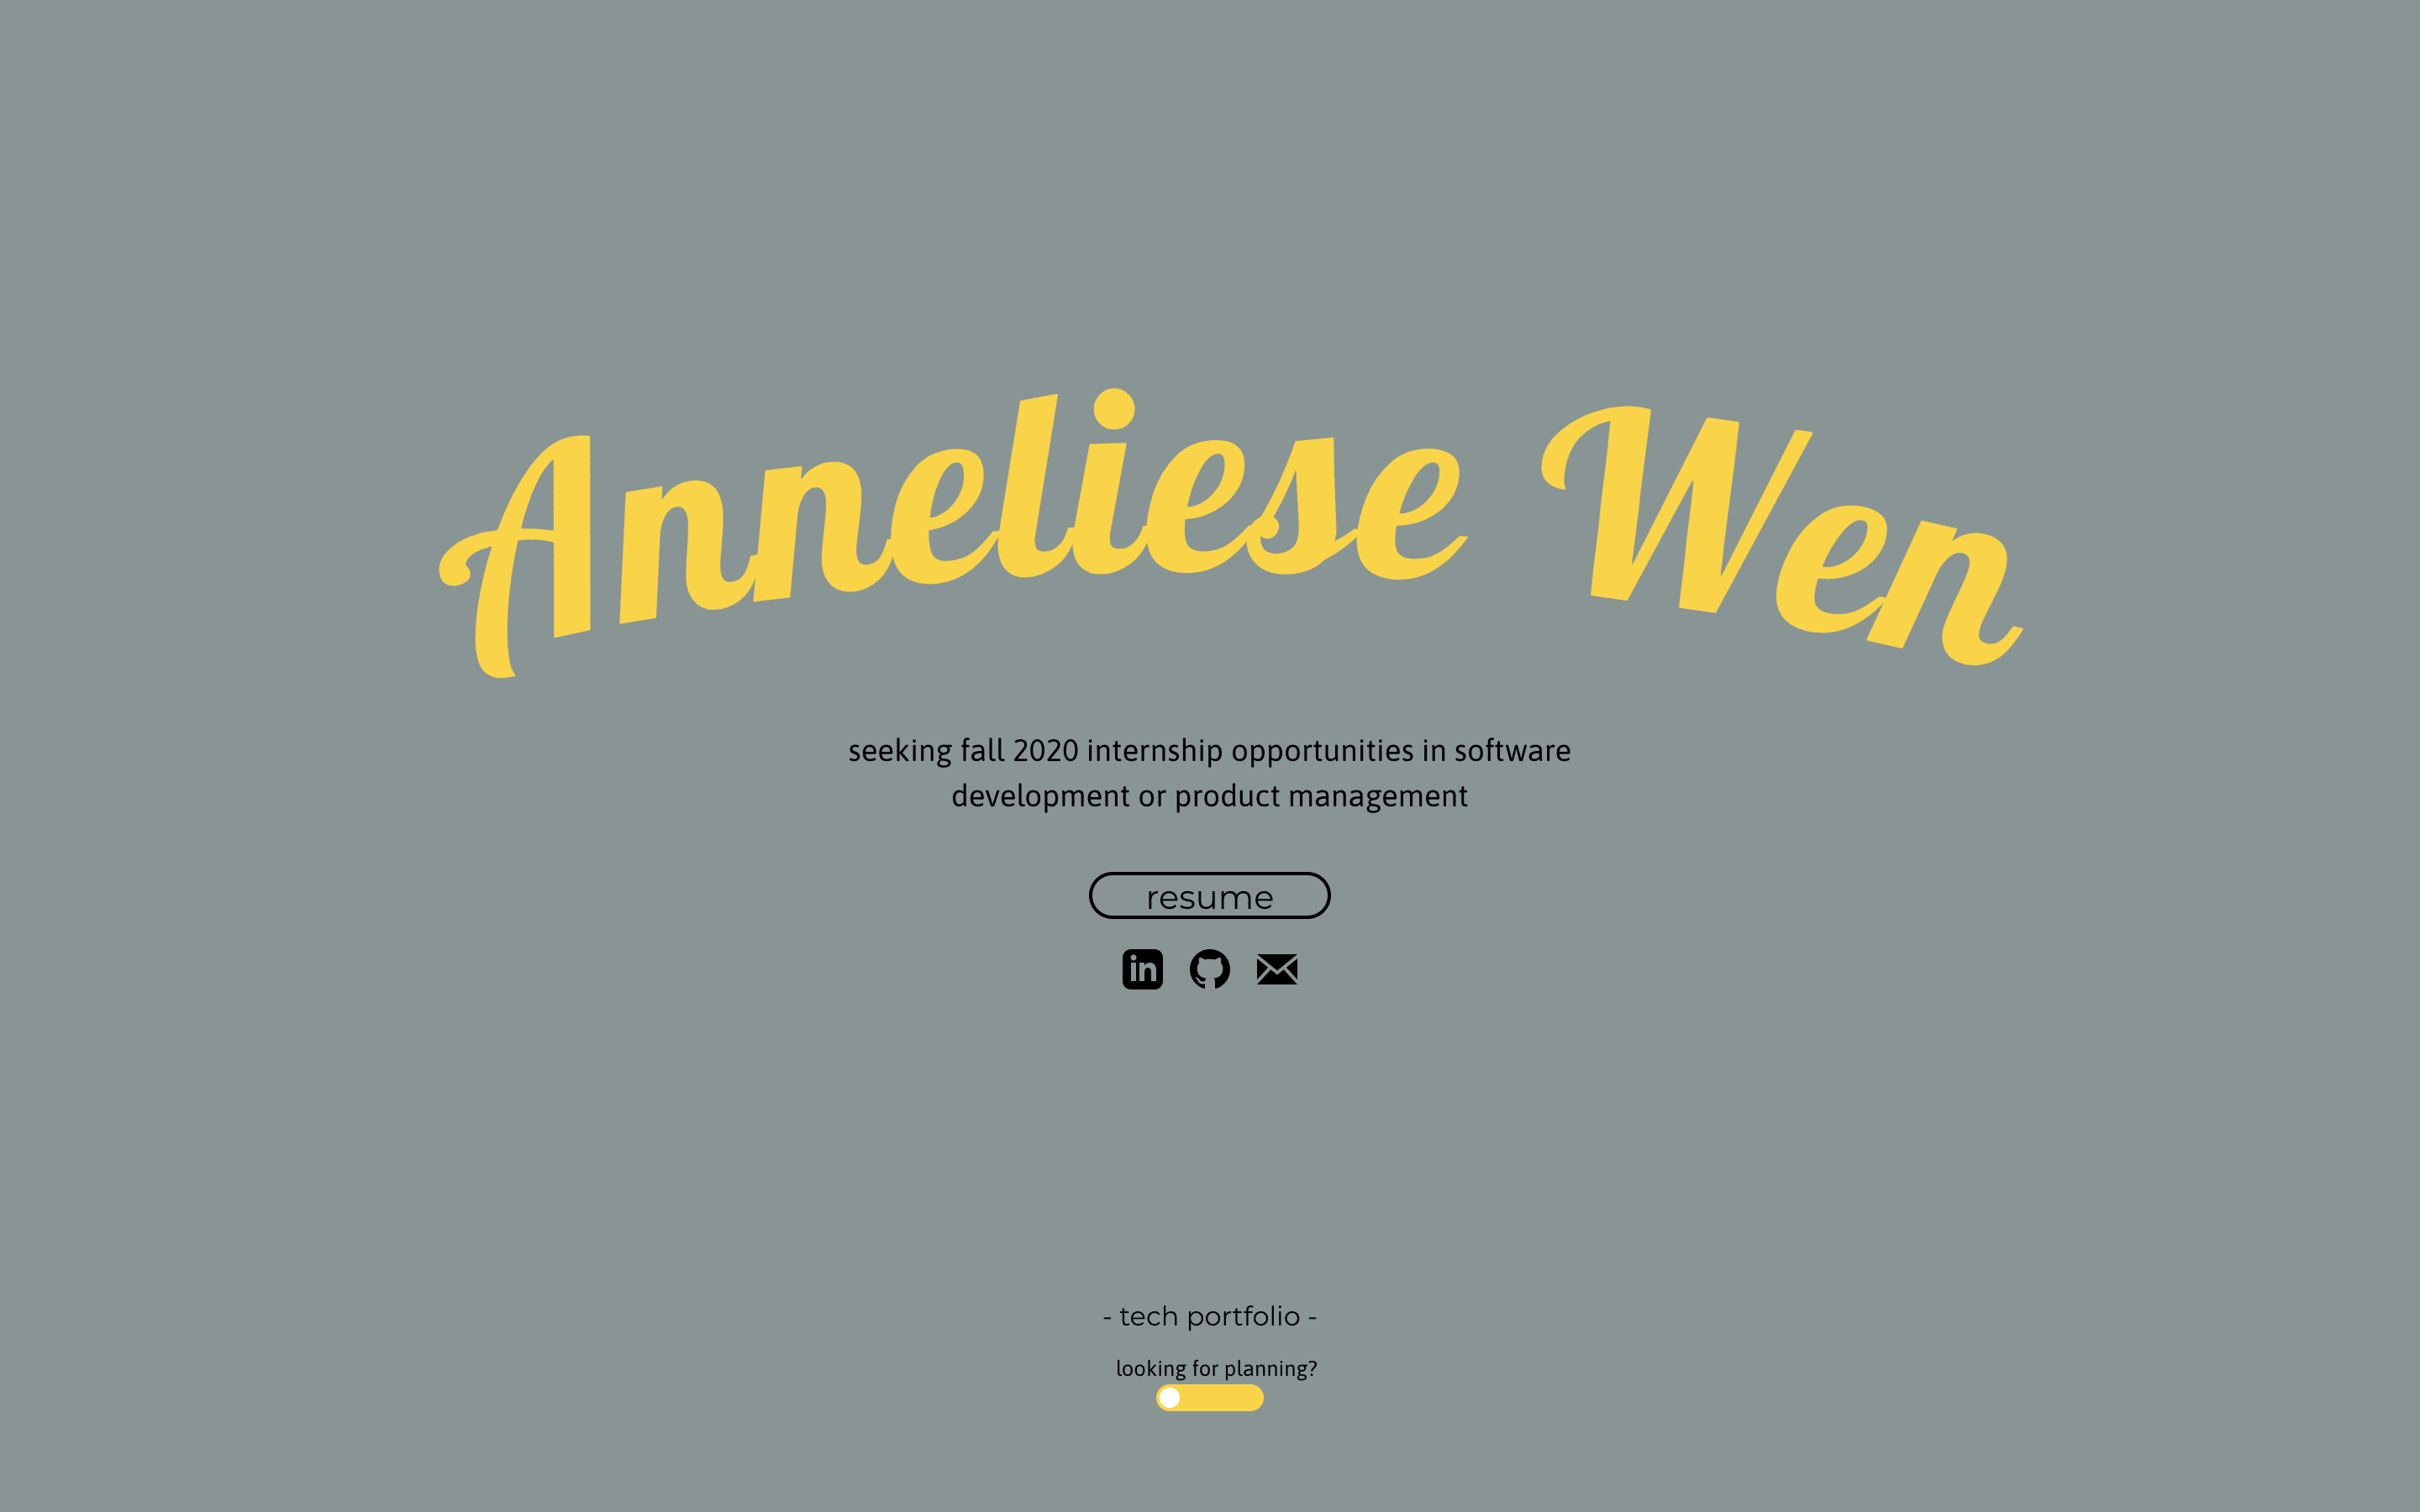 Anneliese Wen
seeking fall 2020 internship opportunities in software
development or product management
resume
in
- tech portfolio -
looking for planning?